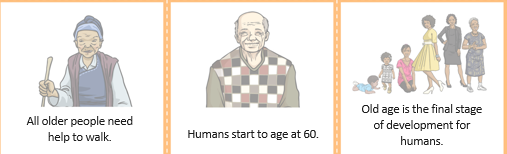 All older people need
help to walk.
Humans start to age at 60.
Old age is the final stage
of development for
humans.